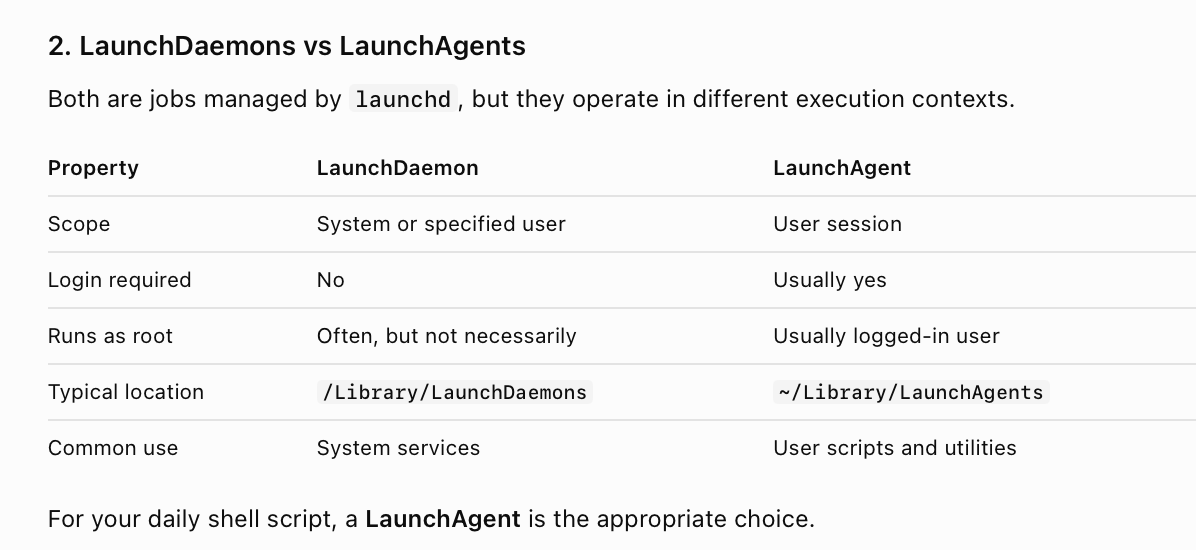 2. LaunchDaemons vs LaunchAgents
Both are jobs managed by launchd, but they operate in different execution contexts.
Property LaunchDaemon LaunchAgent
Scope System or specified user User session
Login required No Usually yes
Runs as root Often, but not necessarily Usually logged-in user
Typical location /Library/LaunchDaemons ~/Library/LaunchAgents
Common use System services User scripts and utilities
For your daily shell script, a LaunchAgent is the appropriate choice.